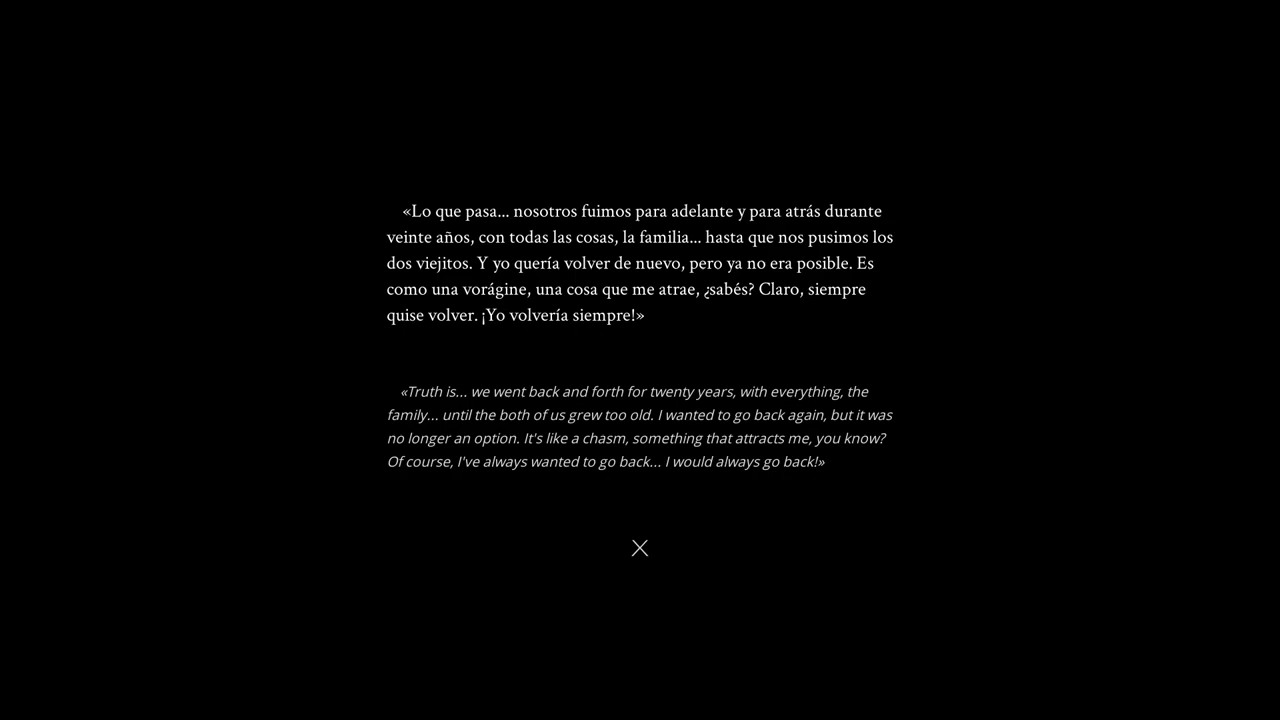 «Lo que pasa... nosotros fuimos para adelante y para atrás durante
veinte años, con todas las cosas, la familia... hasta que nos pusimos los
dos viejitos. Y yo quería volver de nuevo, pero ya no era posible. Es
como una vorágine, una cosa que me atrae, ¿sabés? Claro, siempre
quise volver. ¡Yo volvería siempre!»
«Truth is... we went back and forth for twenty years, with everything, the
family... until the both of us grew too old. I wanted to go back again, but it was
no longer an option. It's like a chasm, something that attracts me, you know?
Of course, I've always wanted to go back... I would always go back!»